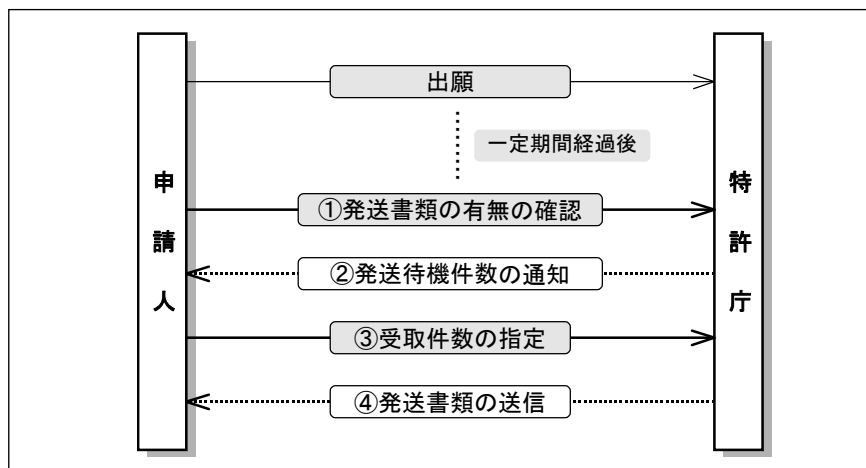 出願
一定期間経過後
申請人
特許庁
①発送書類の有無の確認
②発送待機件数の通知
③受取件数の指定
④発送書類の送信